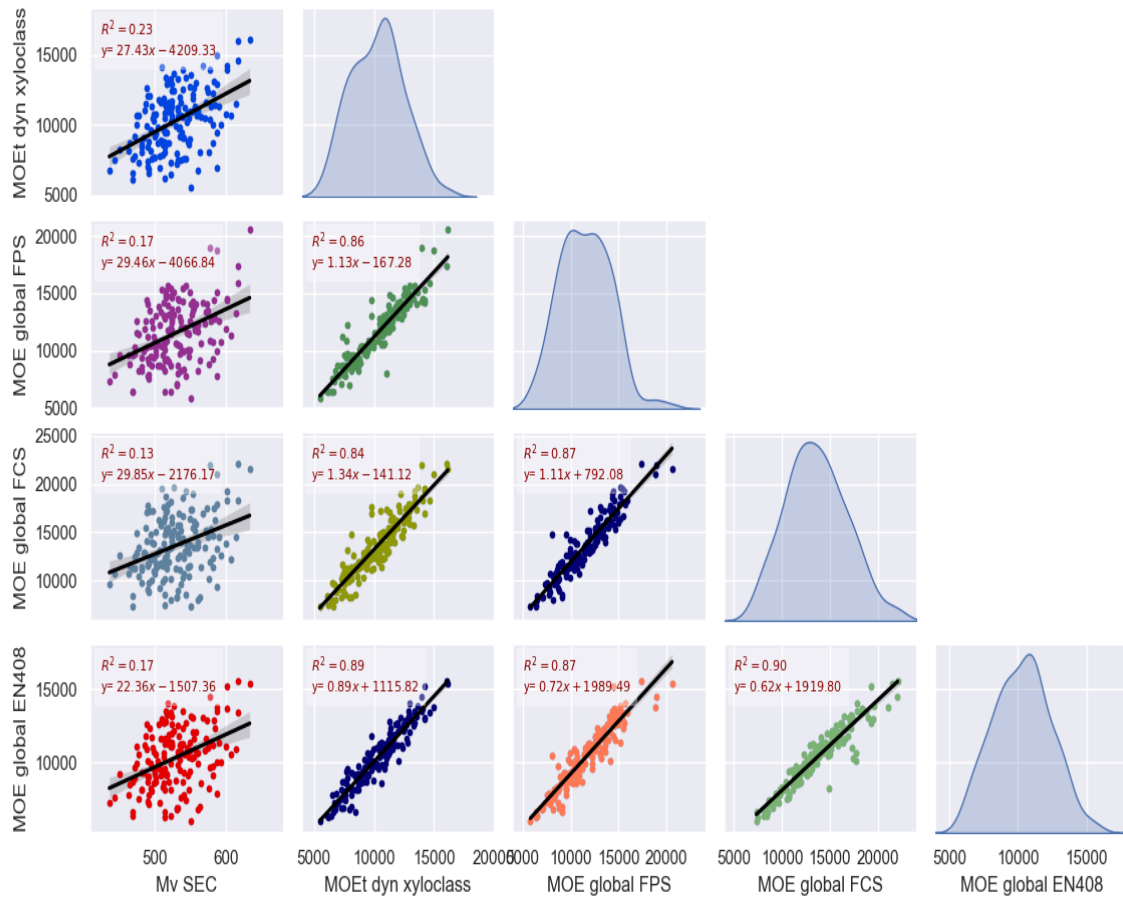 MOEt dyn xyloclass
15000
10000
5000
R² = 0.23
y= 27.43x − 4209.33
MOE global FPS
20000
15000
10000
5000
R² = 0.17
y= 29.46x − 4066.84
R² = 0.86
y= 1.13x − 167.28
MOE global FCS
25000
20000
15000
10000
R² = 0.13
y= 29.85x − 2176.17
R² = 0.84
y= 1.34x − 141.12
R² = 0.87
y= 1.11x + 792.08
MOE global EN408
15000
10000
R² = 0.17
y= 22.36x − 1507.36
R² = 0.89
y= 0.89x + 1115.82
R² = 0.87
y= 0.72x + 1989.49
R² = 0.90
y= 0.62x + 1919.80
500 600
5000 10000 15000 20000
5000 10000 15000 20000
5000 10000 15000 20000
5000 10000 15000
Mv SEC
MOEt dyn xyloclass
MOE global FPS
MOE global FCS
MOE global EN408